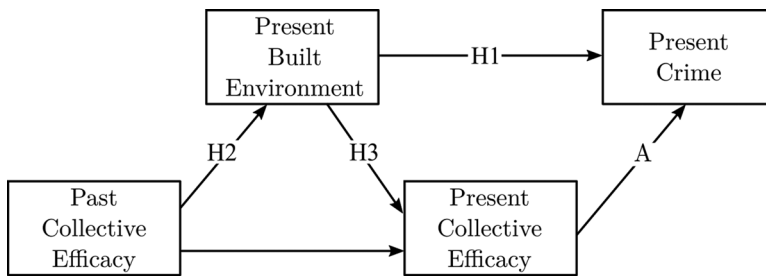 Present
Built
Environment
H1
Present
Crime
H2
H3
A
Past
Collective
Efficacy
Present
Collective
Efficacy